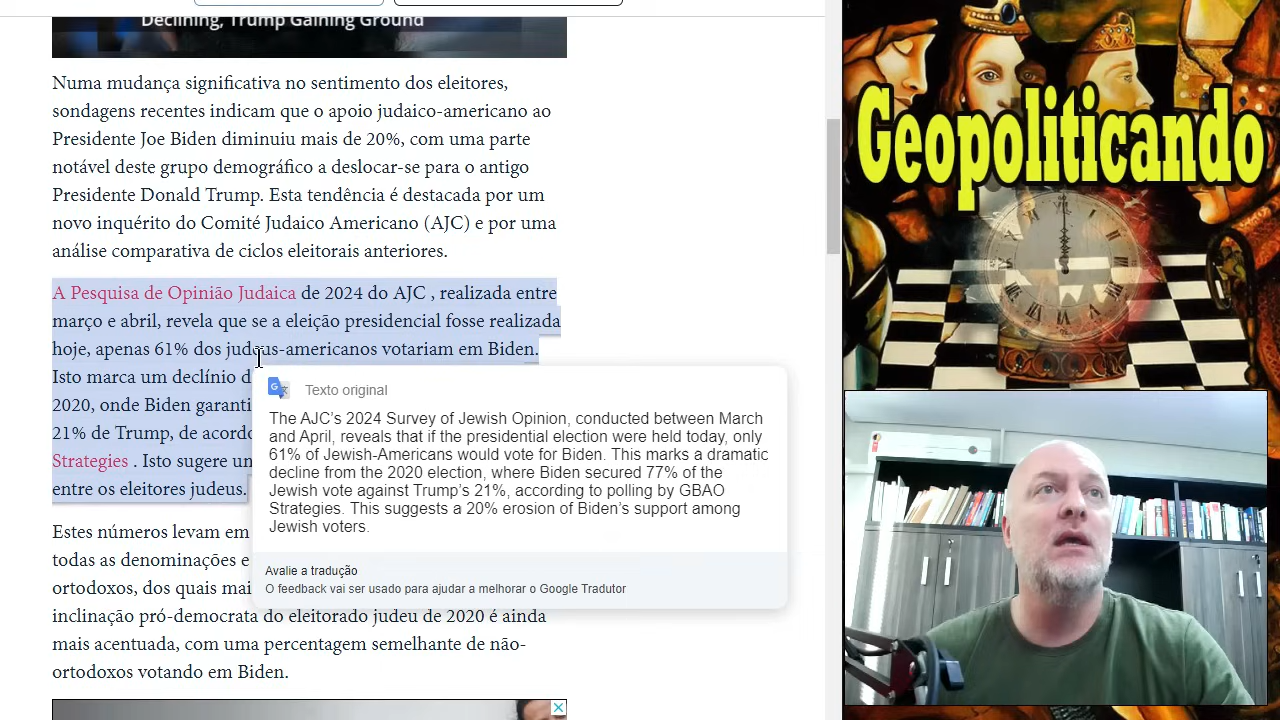 Declining, Trump Gaining Ground
Numa mudança significativa no sentimento dos eleitores,
sondagens recentes indicam que o apoio judaico-americano ao
Presidente Joe Biden diminuiu mais de 20%, com uma parte
notável deste grupo demográfico a deslocar-se para o antigo
Presidente Donald Trump. Esta tendência é destacada por um
novo inquérito do Comité Judaico Americano (AJC) e por uma
análise comparativa de ciclos eleitorais anteriores.
A Pesquisa de Opinião Judaica de 2024 do AJC , realizada entre
março e abril, revela que se a eleição presidencial fosse realizada
hoje, apenas 61% dos judeus-americanos votariam em Biden.
Isto marca um declínio d
2020, onde Biden garanti
21% de Trump, de acordo
Strategies . Isto sugere un
entre os eleitores judeus.
Texto original
The AJC's 2024 Survey of Jewish Opinion, conducted between March
and April, reveals that if the presidential election were held today, only
61% of Jewish-Americans would vote for Biden. This marks a dramatic
decline from the 2020 election, where Biden secured 77% of the
Jewish vote against Trump's 21%, according to polling by GBAO
Strategies. This suggests a 20% erosion of Biden's support among
Jewish voters.
Avalie a tradução
O feedback vai ser usado para ajudar a melhorar o Google Tradutor
Estes números levam em
todas as denominações e
ortodoxos, dos quais mai
inclinação pró-democrata do eleitorado judeu de 2020 é ainda
mais acentuada, com uma percentagem semelhante de não-
ortodoxos votando em Biden.
Geopoliticando